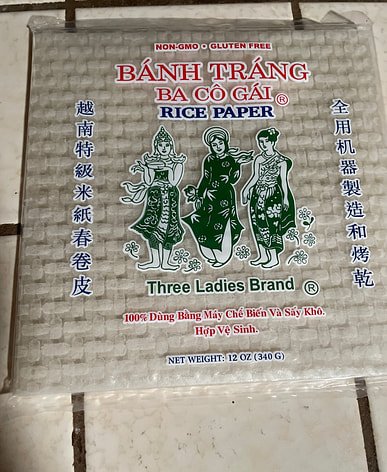 NON-GMO • GLUTEN FREE
BÁNH TRÁNG
BA CÔ GÁI ®
RICE PAPER
越南特級米紙春卷皮
全用机器製造和烤乾
Three Ladies Brand ®
100% Dùng Bằng Máy Chế Biến Và Sấy Khô.
Hợp Vệ Sinh.
NET WEIGHT: 12 OZ (340 G)